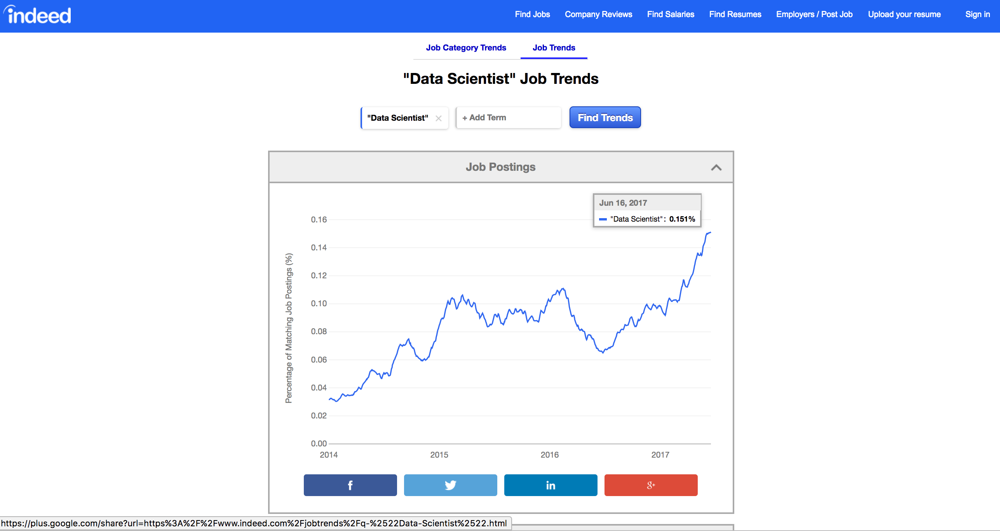 indeed
Find Jobs Company Reviews Find Salaries Find Resumes Employers / Post Job Upload your resume Sign in
Job Category Trends Job Trends
"Data Scientist" Job Trends
"Data Scientist" × + Add Term Find Trends
Job Postings
Jun 16, 2017
"Data Scientist": 0.151%
Percentage of Matching Job Postings (%)
0.16
0.14
0.12
0.10
0.08
0.06
0.04
0.02
0.00
2014 2015 2016 2017
f in g+
https://plus.google.com/share?url=https%3A%2F%2Fwww.indeed.com%2Fjobtrends%2Fq-%2522Data-Scientist%2522.html